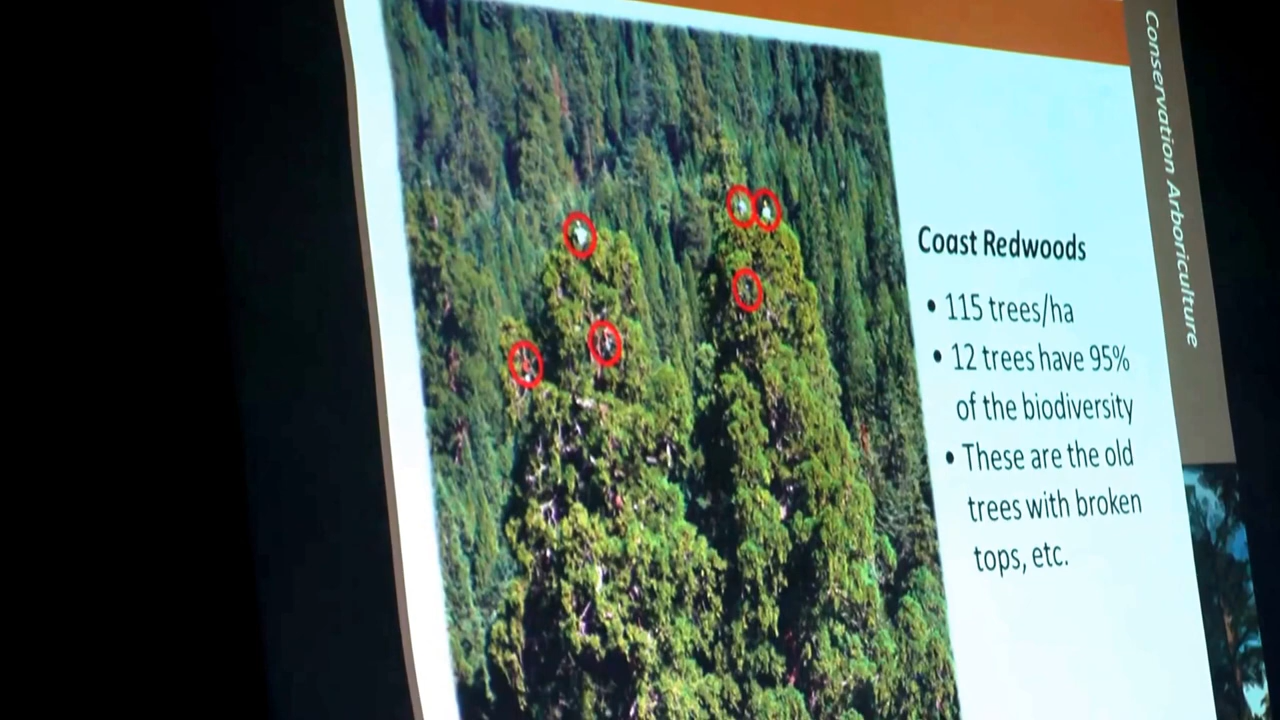 Conservation Arboriculture
Coast Redwoods
• 115 trees/ha
• 12 trees have 95%
of the biodiversity
• These are the old
trees with broken
tops, etc.